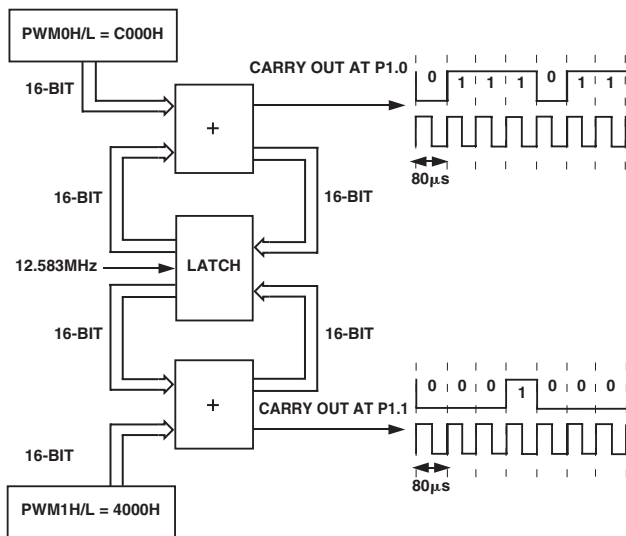 PWM0H/L = C000H
16-BIT
CARRY OUT AT P1.0
0 1 1 1 0 1 1
+
80μs
16-BIT
16-BIT
12.583MHz
LATCH
16-BIT
16-BIT
+
0 0 0 1 0 0 0
CARRY OUT AT P1.1
16-BIT
80μs
PWM1H/L = 4000H